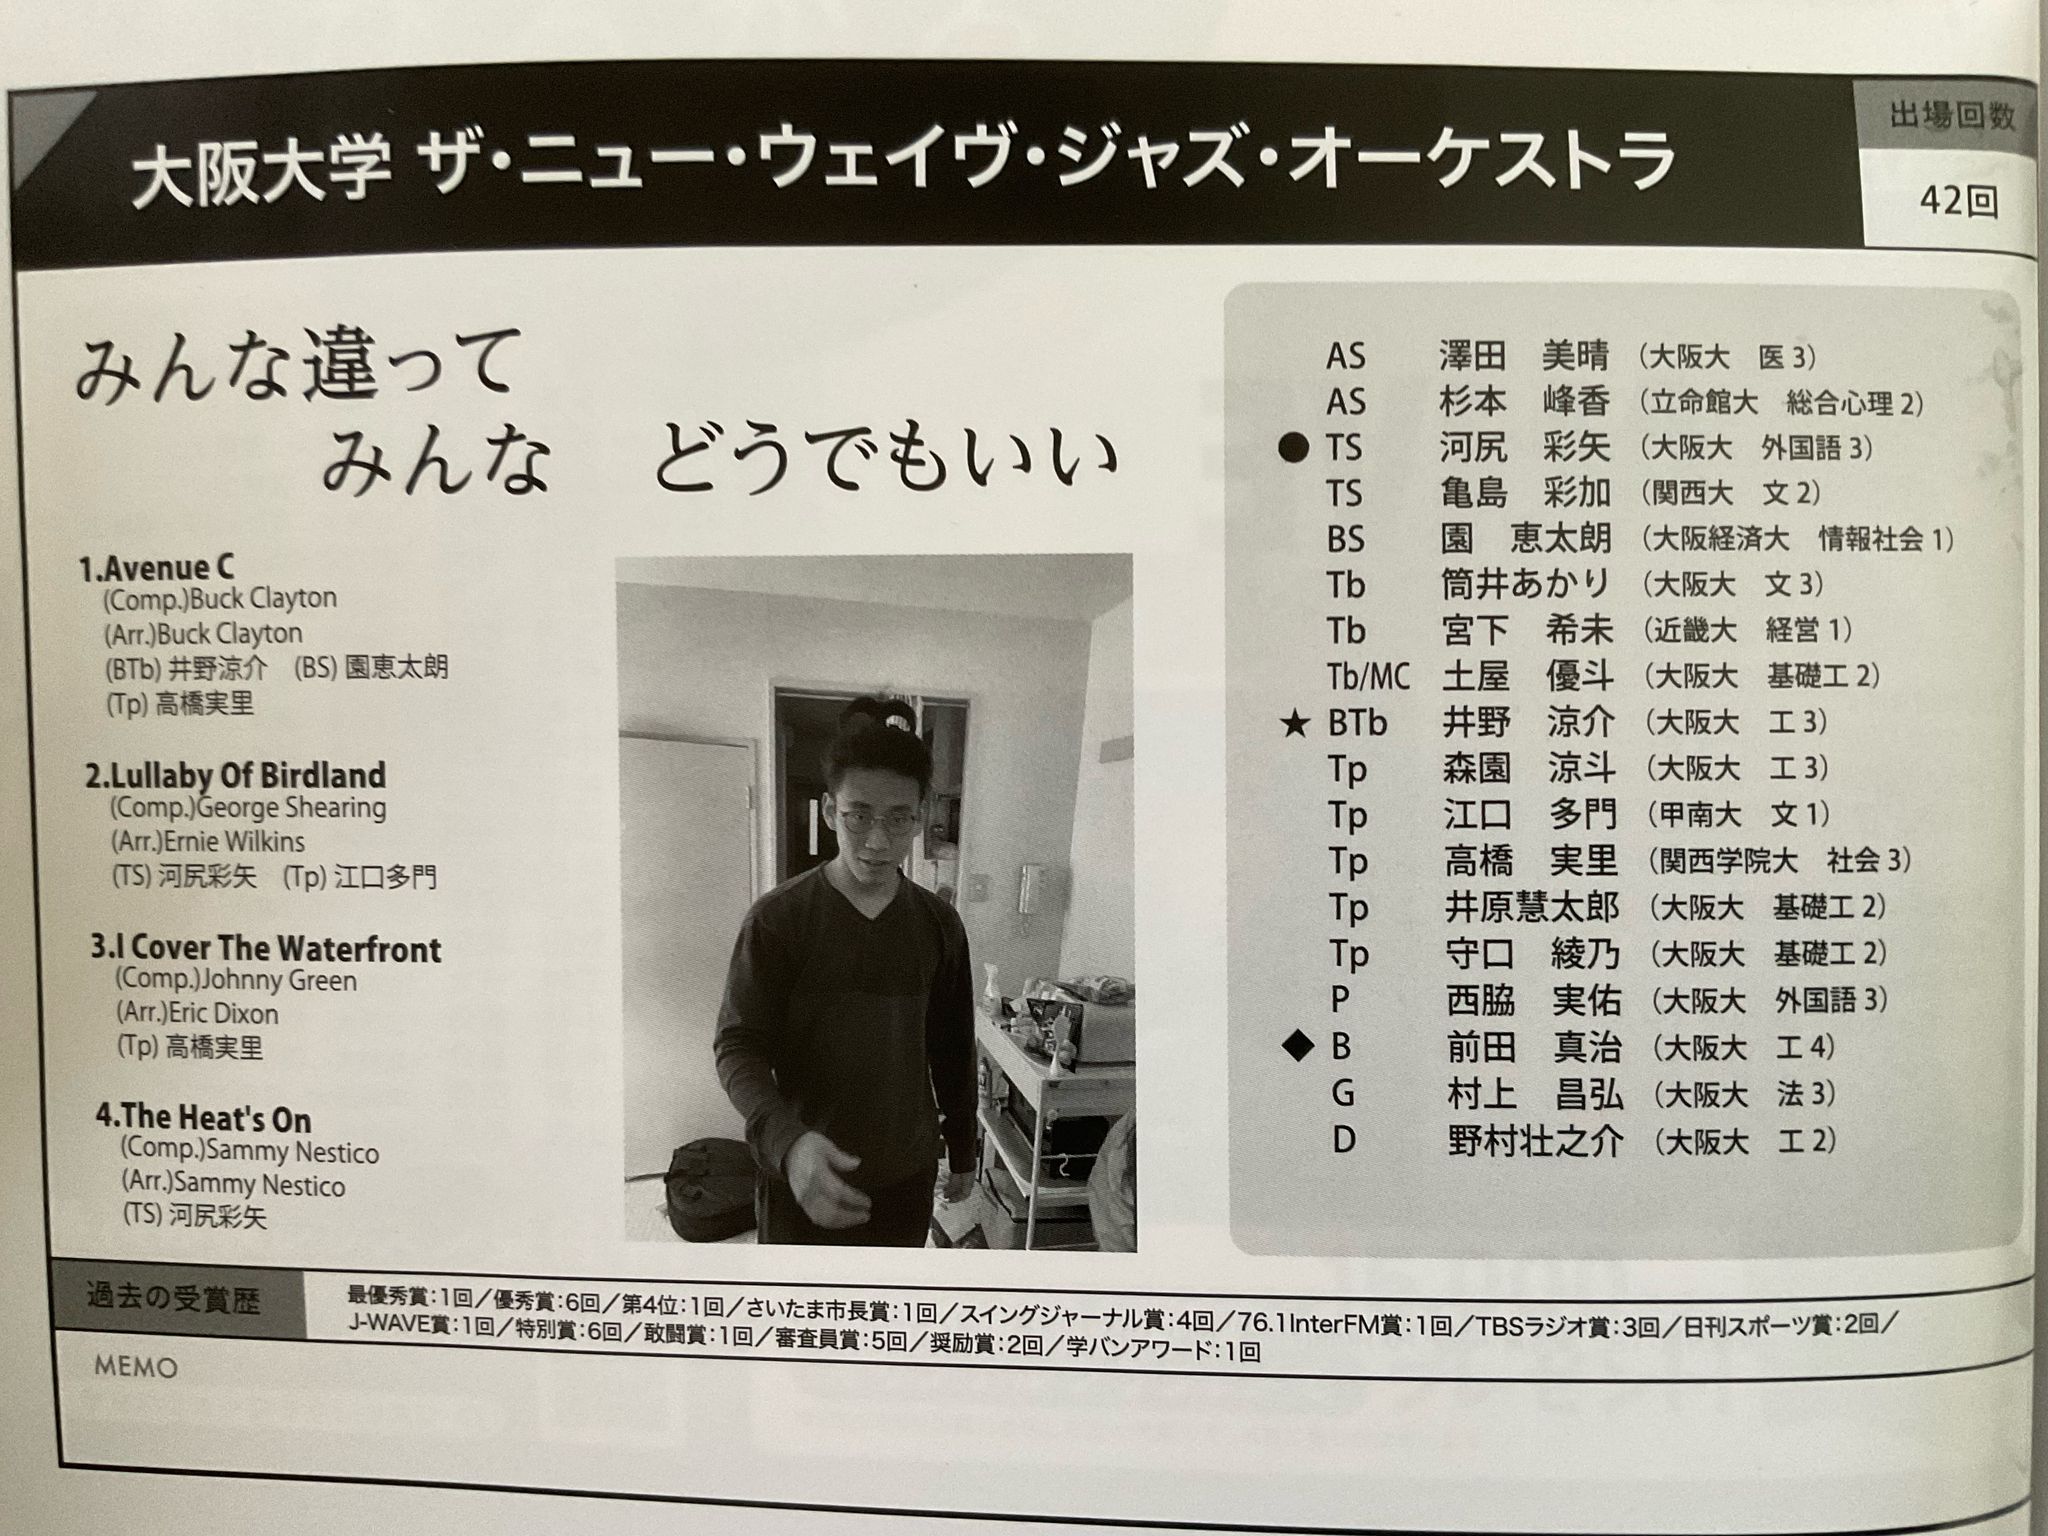 大阪大学 ザ・ニュー・ウェイヴ・ジャズ・オーケストラ
出場回数
42回
みんな違って
みんな　どうでもいい
1.Avenue C
(Comp.)Buck Clayton
(Arr.)Buck Clayton
(BTb) 井野涼介　(BS) 園恵太朗
(Tp) 高橋実里
2.Lullaby Of Birdland
(Comp.)George Shearing
(Arr.)Ernie Wilkins
(TS) 河尻彩矢　(Tp) 江口多門
3.I Cover The Waterfront
(Comp.)Johnny Green
(Arr.)Eric Dixon
(Tp) 高橋実里
4.The Heat's On
(Comp.)Sammy Nestico
(Arr.)Sammy Nestico
(TS) 河尻彩矢
AS　澤田　美晴（大阪大　医 3）
AS　杉本　峰香（立命館大　総合心理 2）
● TS　河尻　彩矢（大阪大　外国語 3）
TS　亀島　彩加（関西大　文 2）
BS　園　恵太朗（大阪経済大　情報社会 1）
Tb　筒井あかり（大阪大　文 3）
Tb　宮下　希未（近畿大　経営 1）
Tb/MC　土屋　優斗（大阪大　基礎工 2）
★ BTb　井野　涼介（大阪大　工 3）
Tp　森園　涼斗（大阪大　工 3）
Tp　江口　多門（甲南大　文 1）
Tp　高橋　実里（関西学院大　社会 3）
Tp　井原慧太郎（大阪大　基礎工 2）
Tp　守口　綾乃（大阪大　基礎工 2）
P　西脇　実佑（大阪大　外国語 3）
◆ B　前田　真治（大阪大　工 4）
G　村上　昌弘（大阪大　法 3）
D　野村壮之介（大阪大　工 2）
過去の受賞歴
最優秀賞：1回／優秀賞：6回／第4位：1回／さいたま市長賞：1回／スイングジャーナル賞：4回／76.1InterFM賞：1回／TBSラジオ賞：3回／日刊スポーツ賞：2回／
J-WAVE賞：1回／特別賞：6回／敢闘賞：1回／審査員賞：5回／奨励賞：2回／学バンアワード：1回
MEMO